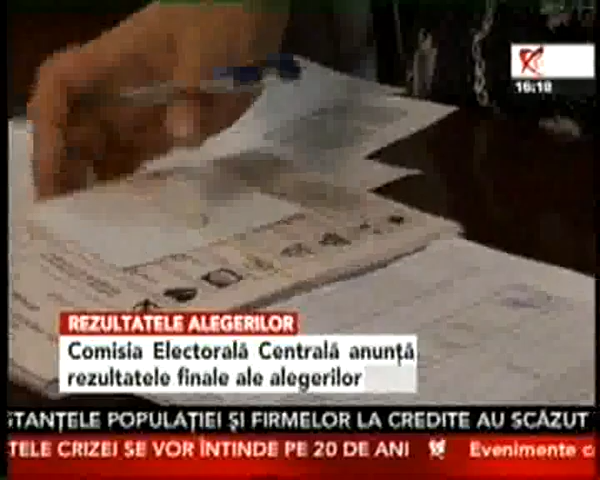 16:18
REZULTATELE ALEGERILOR
Comisia Electorală Centrală anunță
rezultatele finale ale alegerilor
STANȚELE POPULAȚIEI ȘI FIRMELOR LA CREDITE AU SCĂZUT
TELE CRIZEI SE VOR ÎNTINDE PE 20 DE ANI Evenimente c